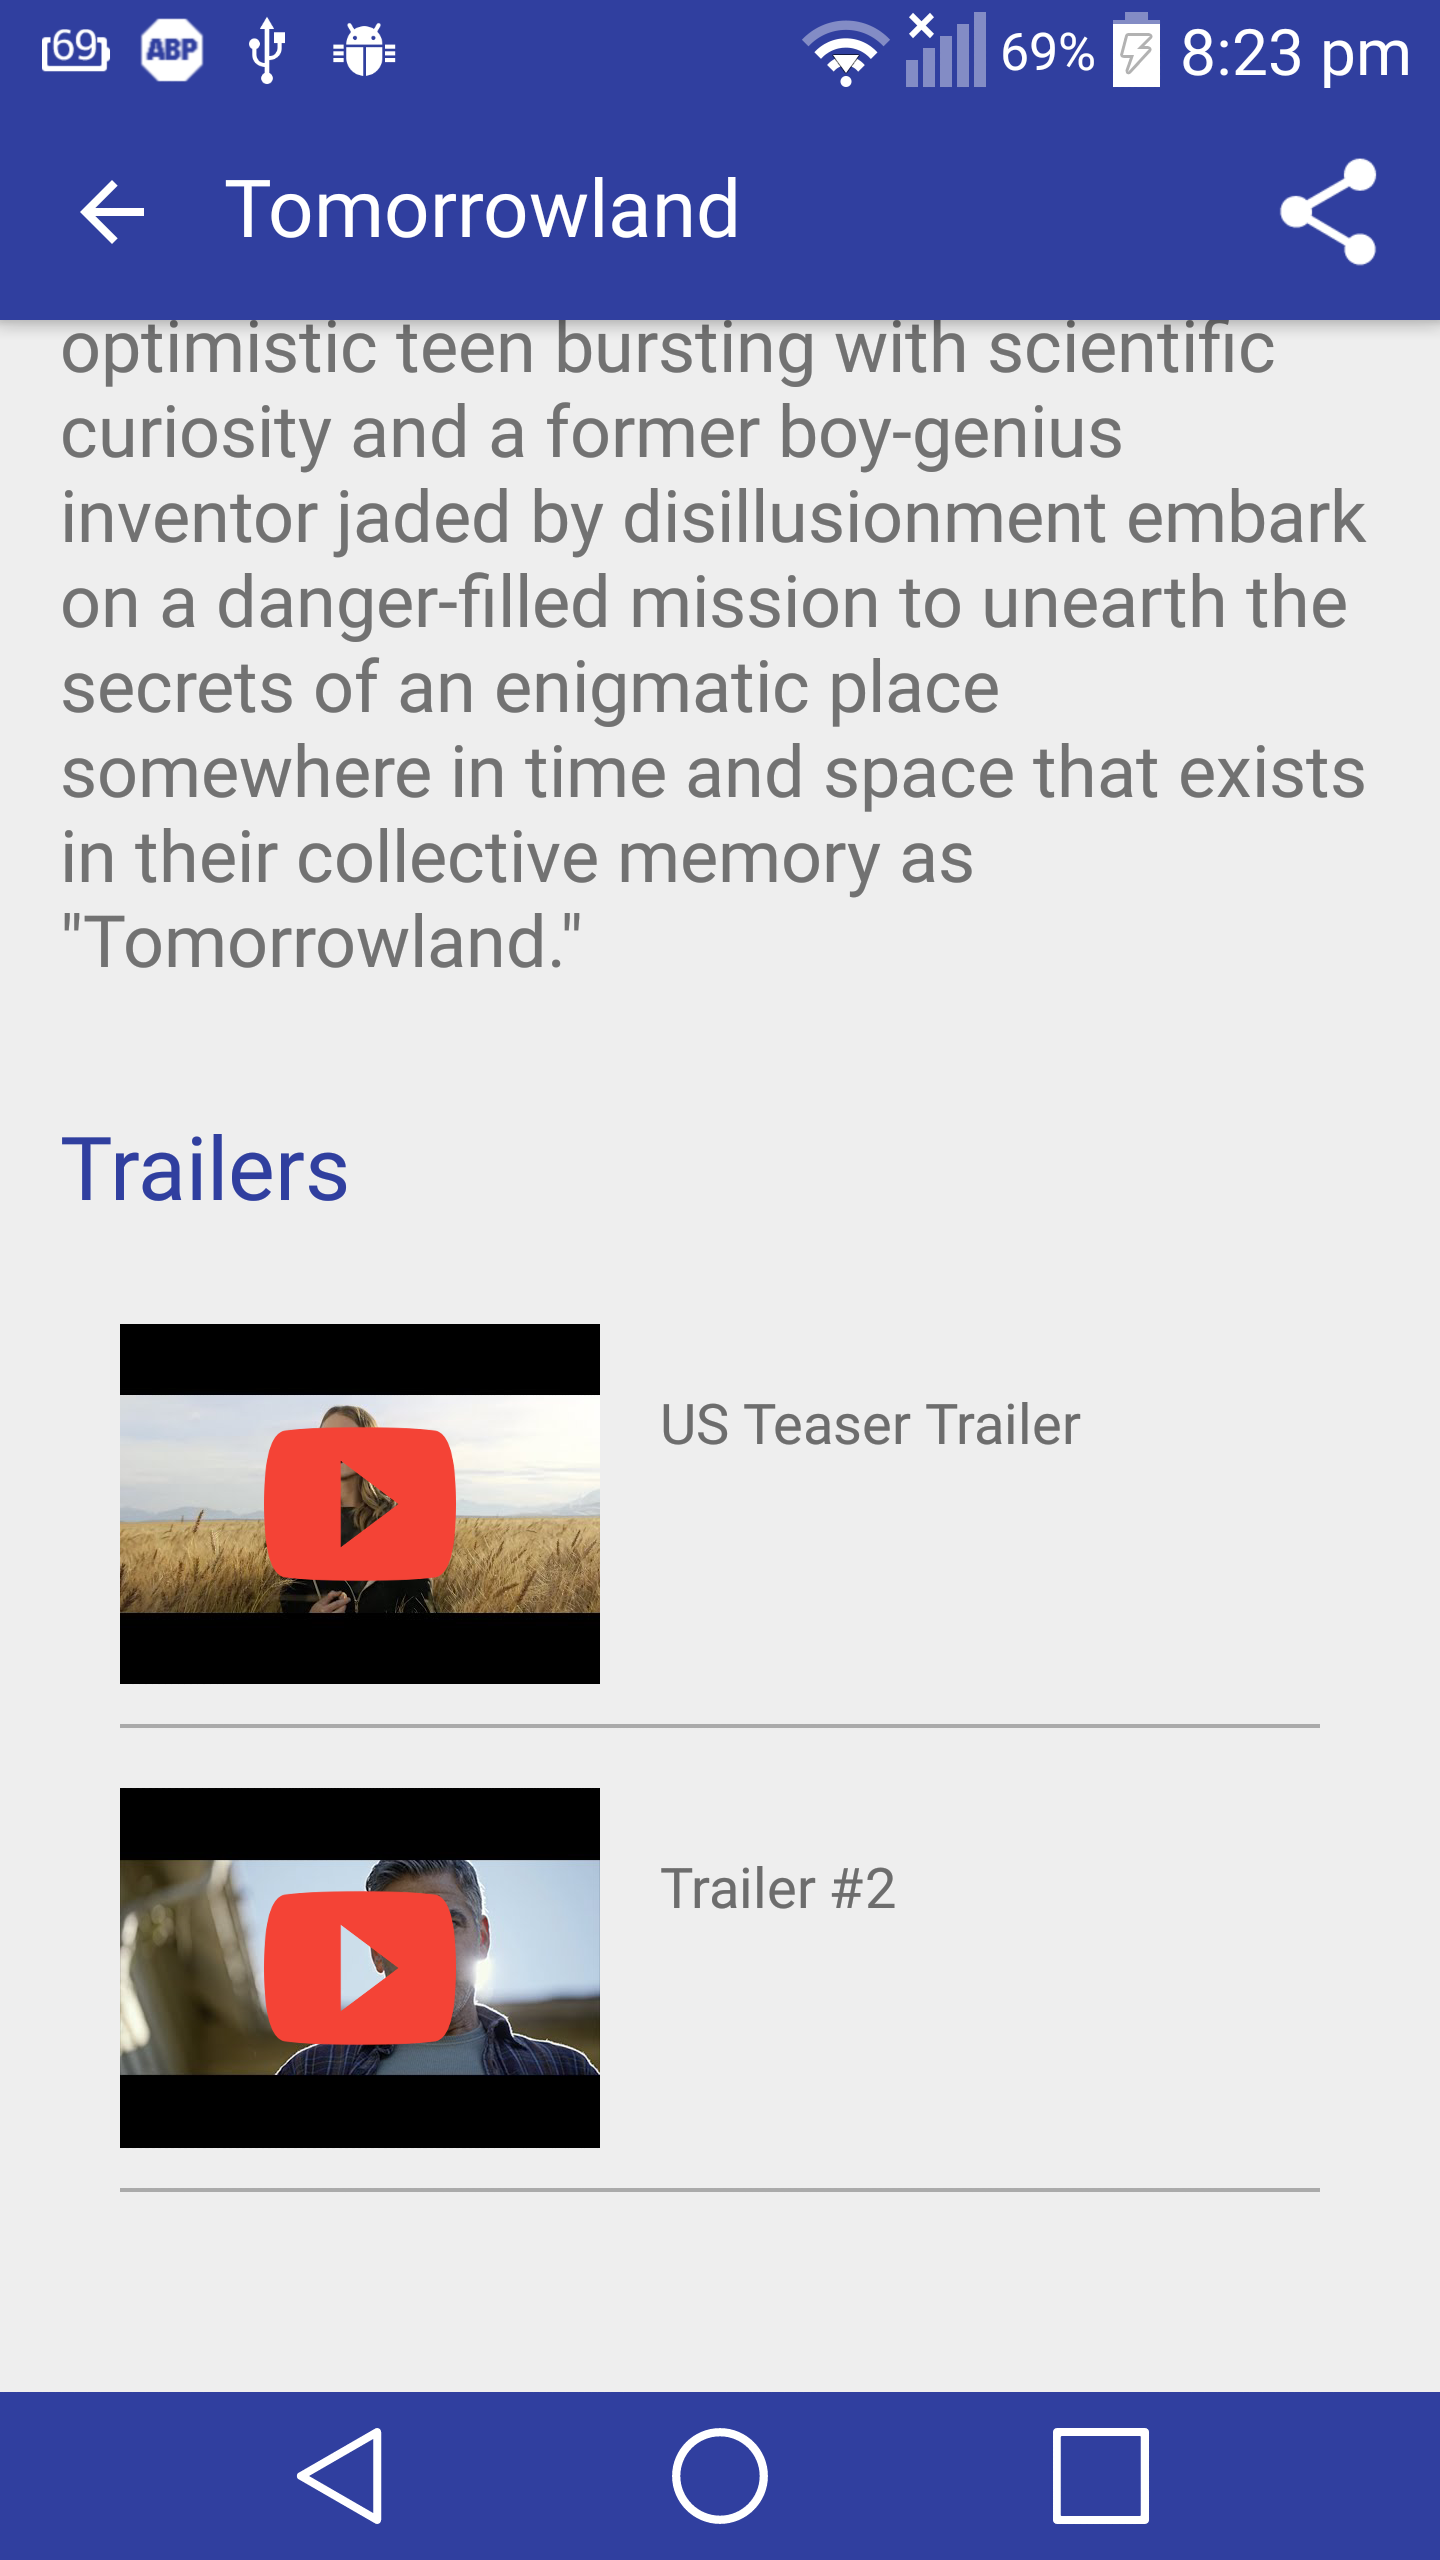 69 ABP 69% 8:23 pm
Tomorrowland
optimistic teen bursting with scientific
curiosity and a former boy-genius
inventor jaded by disillusionment embark
on a danger-filled mission to unearth the
secrets of an enigmatic place
somewhere in time and space that exists
in their collective memory as
"Tomorrowland."
Trailers
US Teaser Trailer
Trailer #2